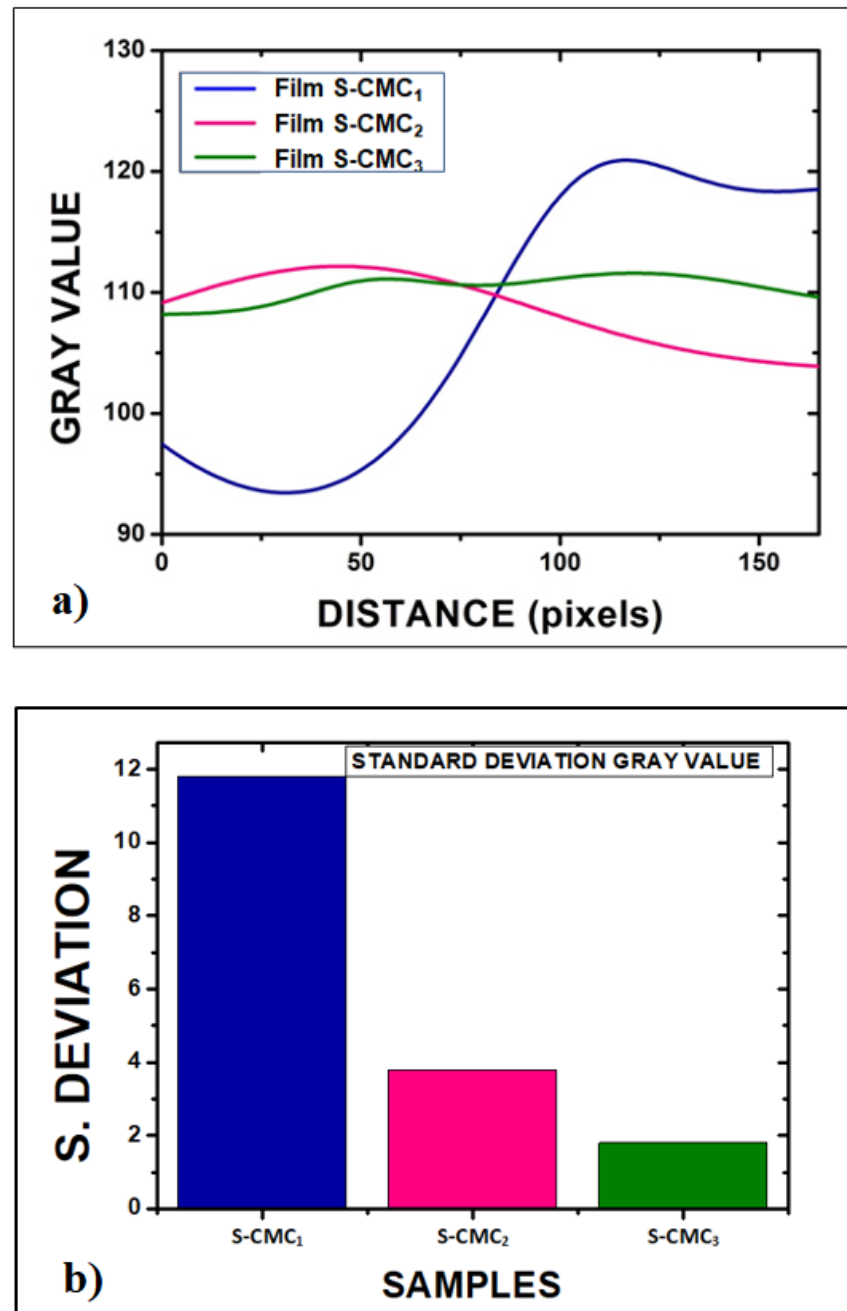 130
120
110
100
90
GRAY VALUE
Film S-CMC₁
Film S-CMC₂
Film S-CMC₃
0 50 100 150
DISTANCE (pixels)
a)
STANDARD DEVIATION GRAY VALUE
12
10
8
6
4
2
0
S. DEVIATION
S-CMC₁ S-CMC₂ S-CMC₃
SAMPLES
b)